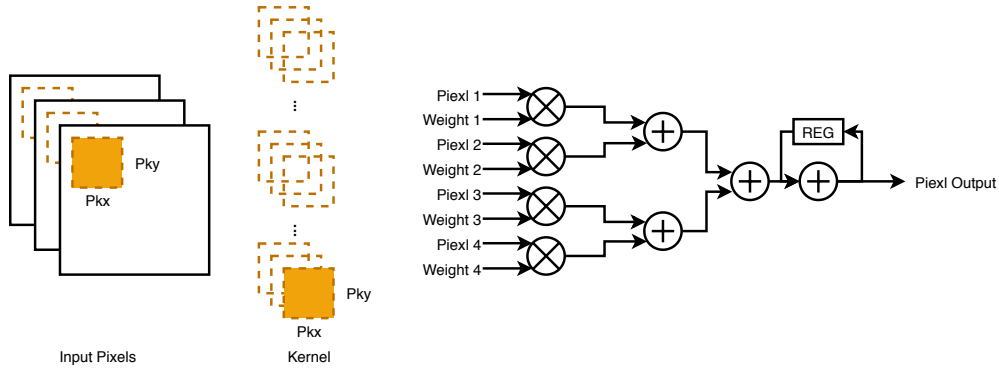 Pky
Pkx
Input Pixels
...
...
Pky
Pkx
Kernel
Piexl 1
Weight 1
Piexl 2
Weight 2
Piexl 3
Weight 3
Piexl 4
Weight 4
REG
Piexl Output